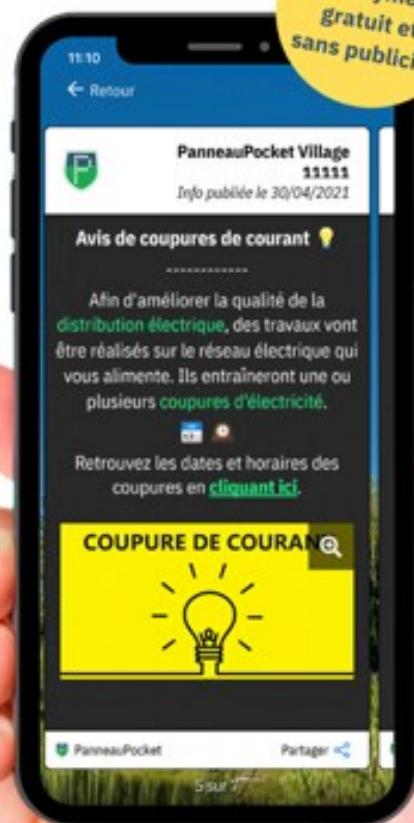 gratuit et
sans
11:10
← Retour
PanneauPocket Village
11111
Info publiée le 30/04/2021
Avis de coupures de courant
------------
Afin d'améliorer la qualité de la
distribution électrique, des travaux vont
être réalisés sur le réseau électrique qui
vous alimente. Ils entraîneront une ou
plusieurs coupures d'électricité.
Retrouvez les dates et horaires des
coupures en cliquant ici.
COUPURE DE COURAN
PanneauPocket
Partager
5 sur 7